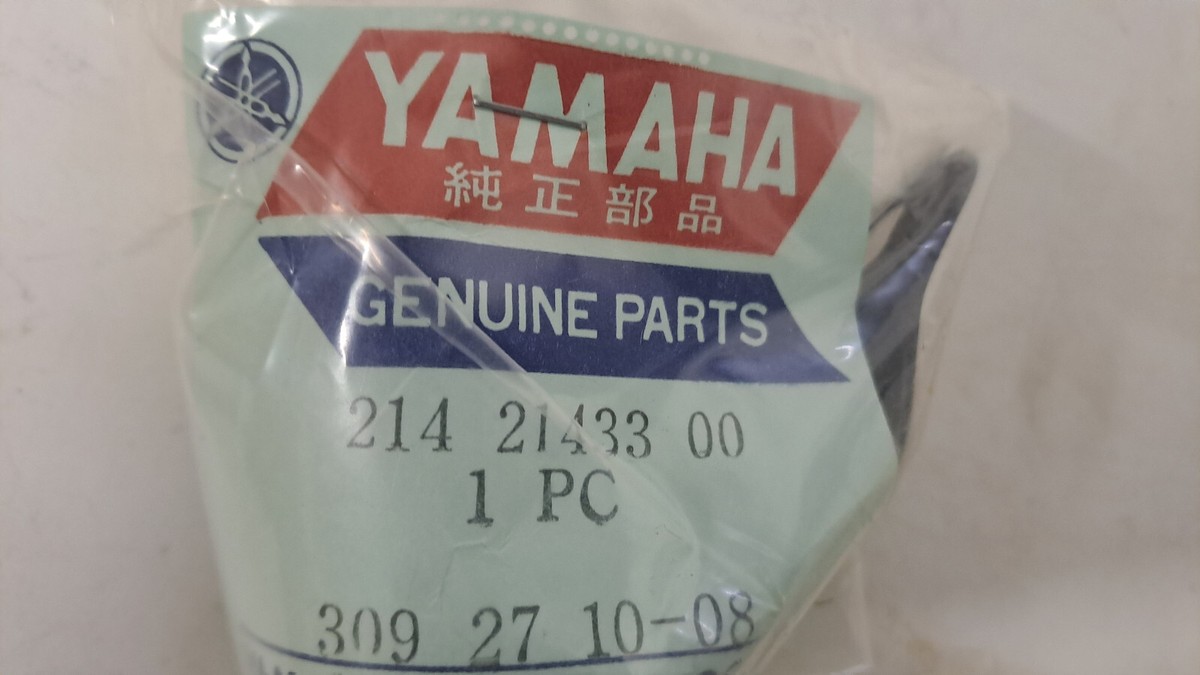 YAMAHA
純正部品
GENUINE PARTS
214 21433 00
1 PC
309 27 10-08